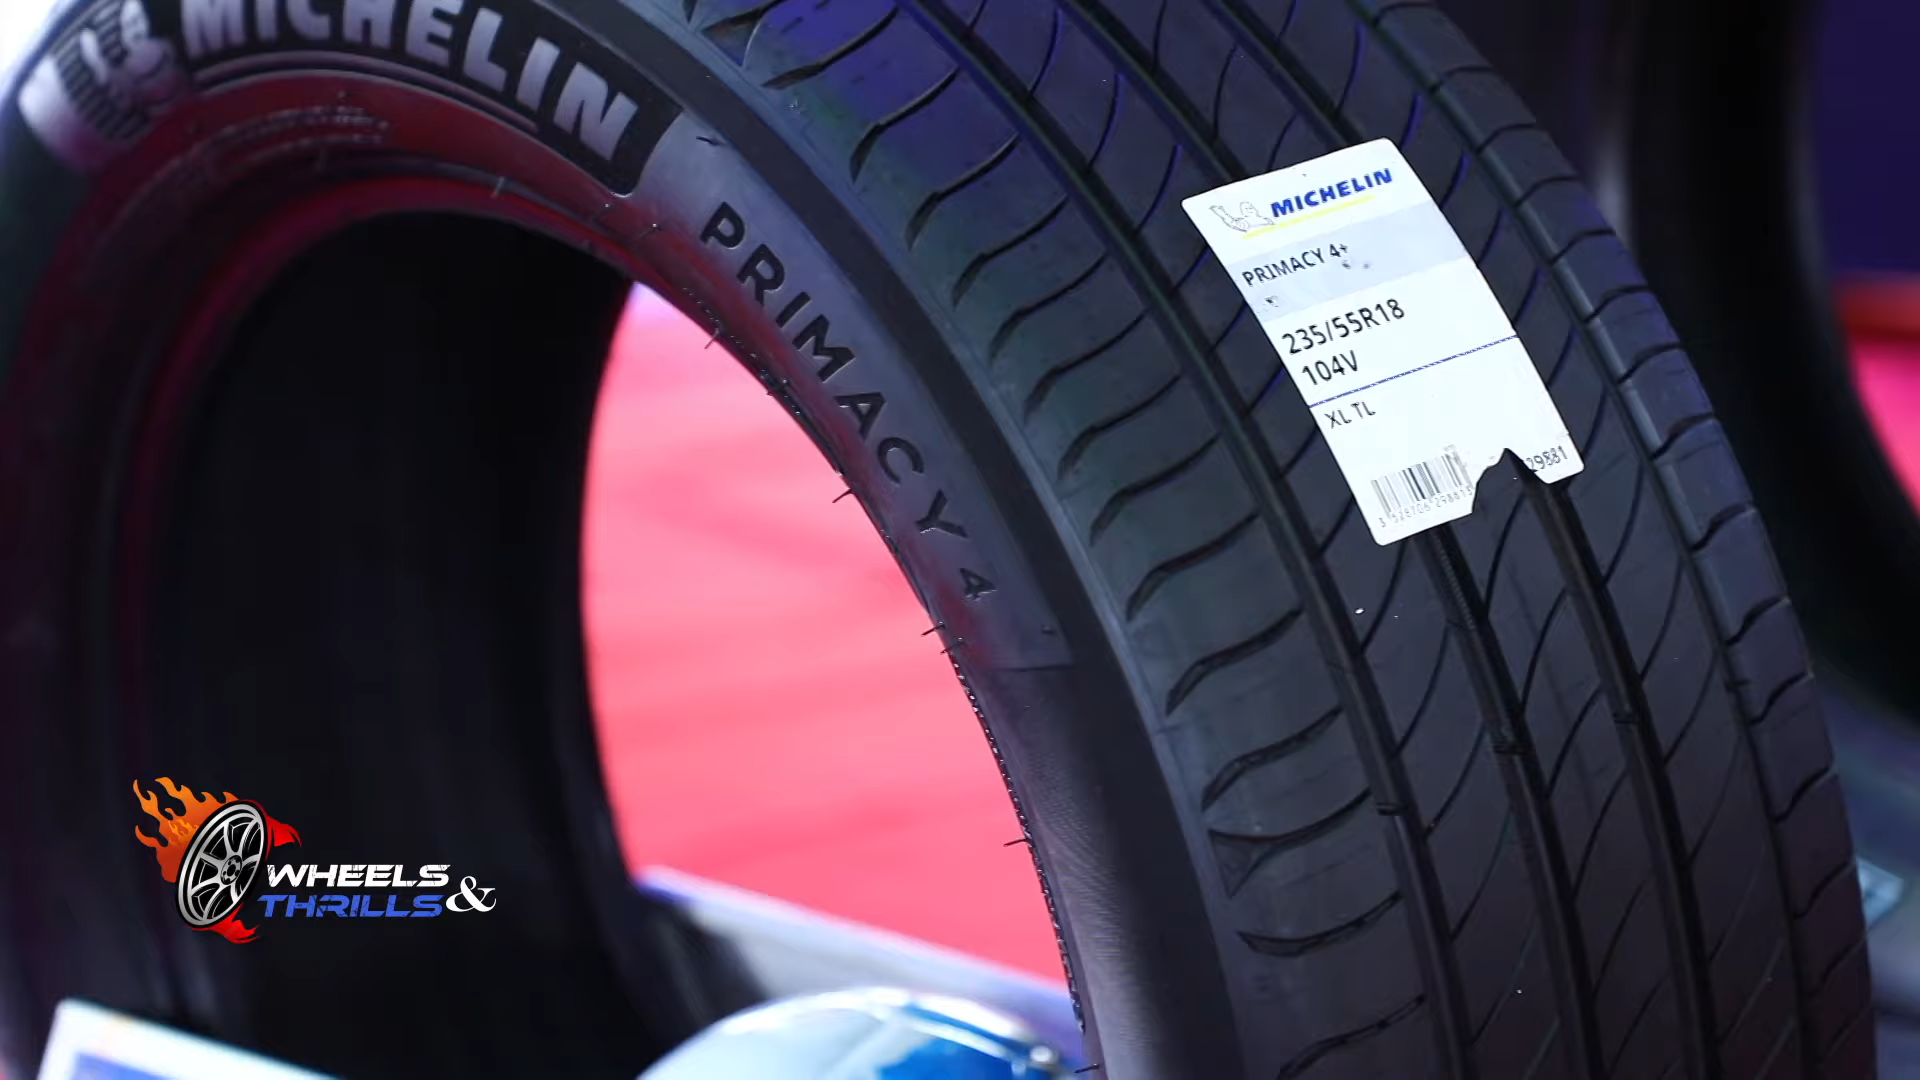 MICHELIN
PRIMACY 4
MICHELIN
PRIMACY 4+
235/55R18
104V
XL TL
29881
WHEELS
THRILLS &